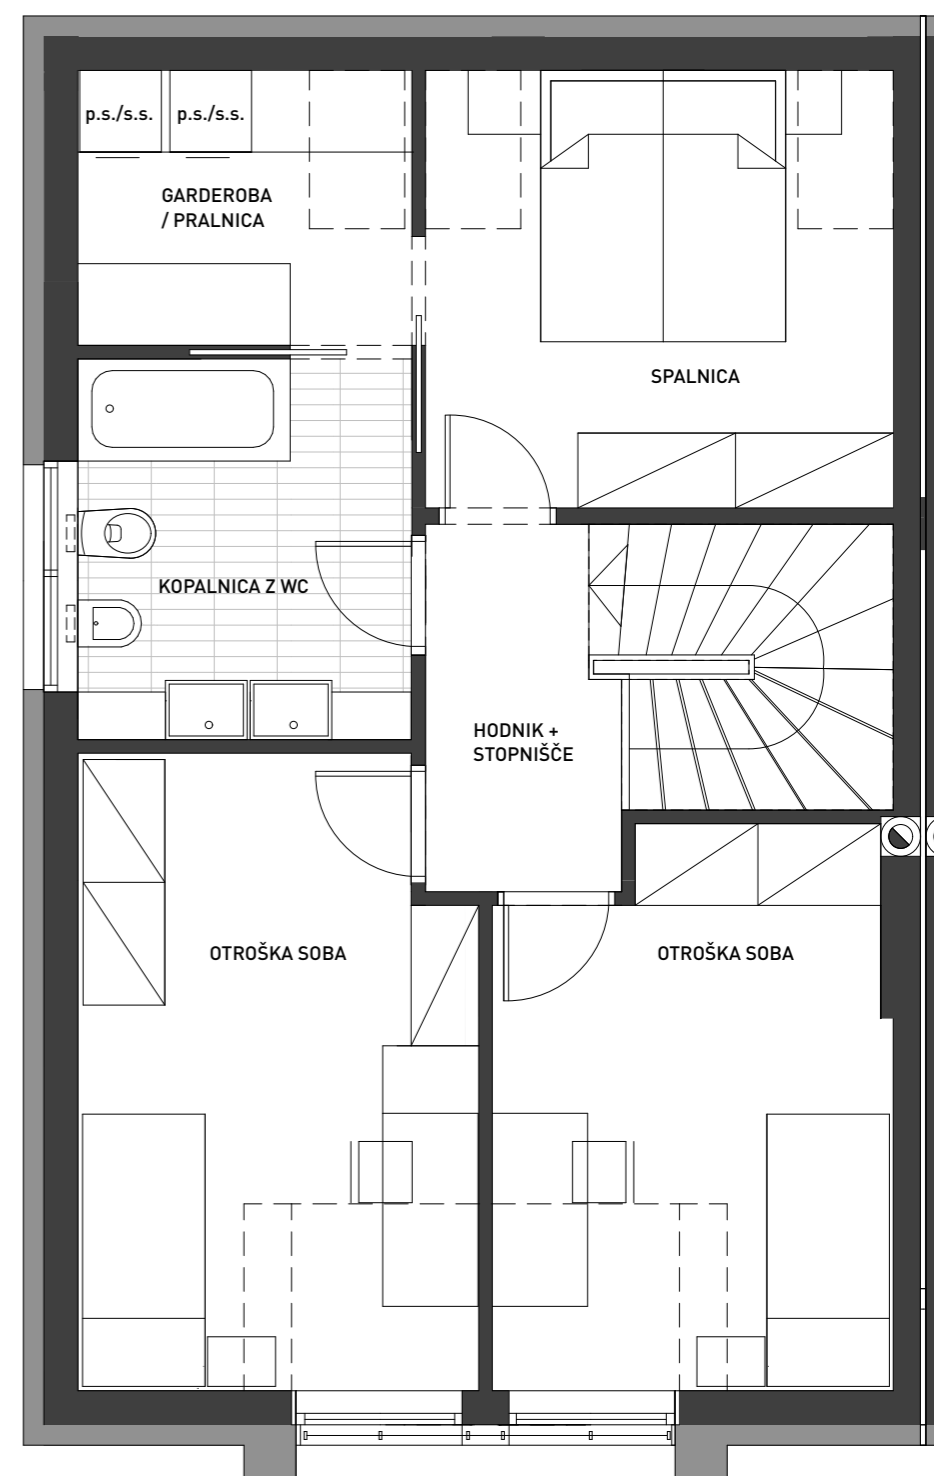 p.s./s.s. p.s./s.s.
GARDEROBA
/ PRALNICA
SPALNICA
KOPALNICA Z WC
HODNIK +
STOPNIŠČE
OTROŠKA SOBA
OTROŠKA SOBA